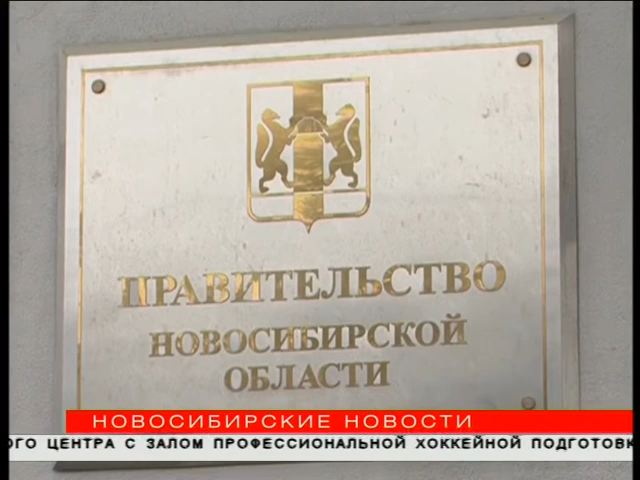 ПРАВИТЕЛЬСТВО
НОВОСИБИРСКОЙ
ОБЛАСТИ
НОВОСИБИРСКИЕ НОВОСТИ
ЦЕНТРА С ЗАЛОМ ПРОФЕССИОНАЛЬНОЙ ХОККЕЙНОЙ